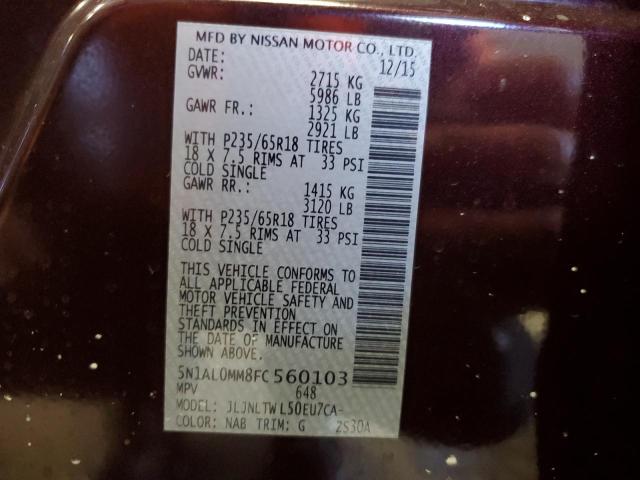 MFD BY NISSAN MOTOR CO., LTD.
DATE: 12/15
GVWR: 2715 KG
5986 LB
GAWR FR.: 1325 KG
2921 LB
WITH P235/65R18 TIRES
18 X 7.5 RIMS AT 33 PSI
COLD SINGLE
GAWR RR.: 1415 KG
3120 LB
WITH P235/65R18 TIRES
18 X 7.5 RIMS AT 33 PSI
COLD SINGLE
THIS VEHICLE CONFORMS TO
ALL APPLICABLE FEDERAL
MOTOR VEHICLE SAFETY AND
THEFT PREVENTION
STANDARDS IN EFFECT ON
THE DATE OF MANUFACTURE
SHOWN ABOVE.
5N1AL0MM8FC560103
MPV 648
MODEL: JLJNLTWL50EU7CA-
COLOR: NAB TRIM: G 2S30A